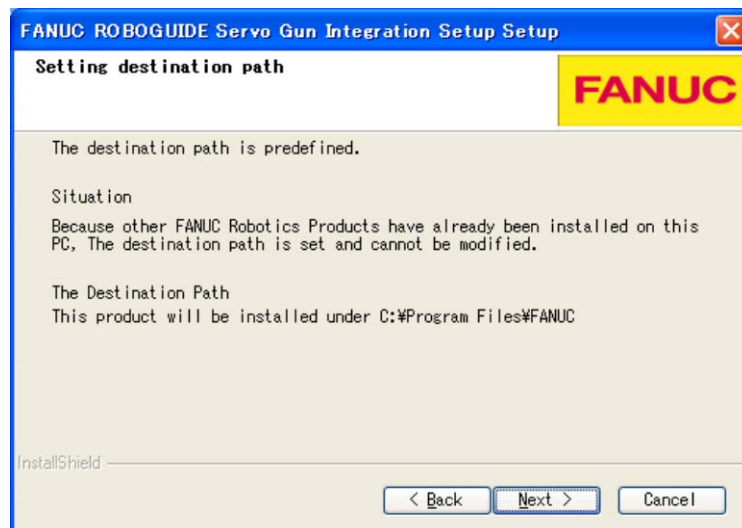 FANUC ROBOGUIDE Servo Gun Integration Setup Setup
Setting destination path
FANUC
The destination path is predefined.
Situation
Because other FANUC Robotics Products have already been installed on this
PC, The destination path is set and cannot be modified.
The Destination Path
This product will be installed under C:¥Program Files¥FANUC
InstallShield
< Back Next > Cancel